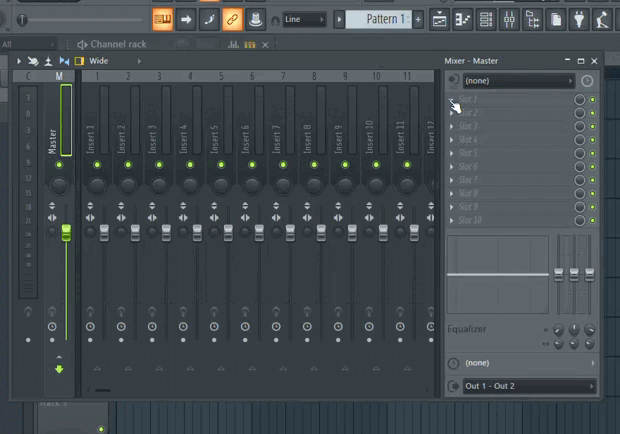 Line
Pattern 1
+
All
Channel rack
Wide
Mixer - Master
C
M
1
2
3
4
5
6
7
8
9
10
11
12
(none)
Master
Insert 1
Insert 2
Insert 3
Insert 4
Insert 5
Insert 6
Insert 7
Insert 8
Insert 9
Insert 10
Insert 11
Slot 1
Slot 2
Slot 3
Slot 4
Slot 5
Slot 6
Slot 7
Slot 8
Slot 9
Slot 10
Equalizer
(none)
Out 1 - Out 2